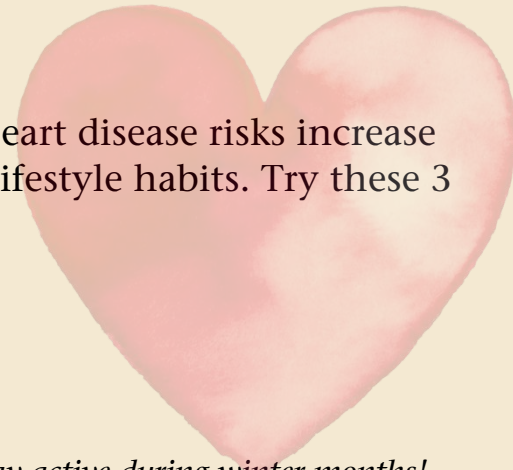 eart disease risks increase
ifestyle habits. Try these 3
active during winter months!